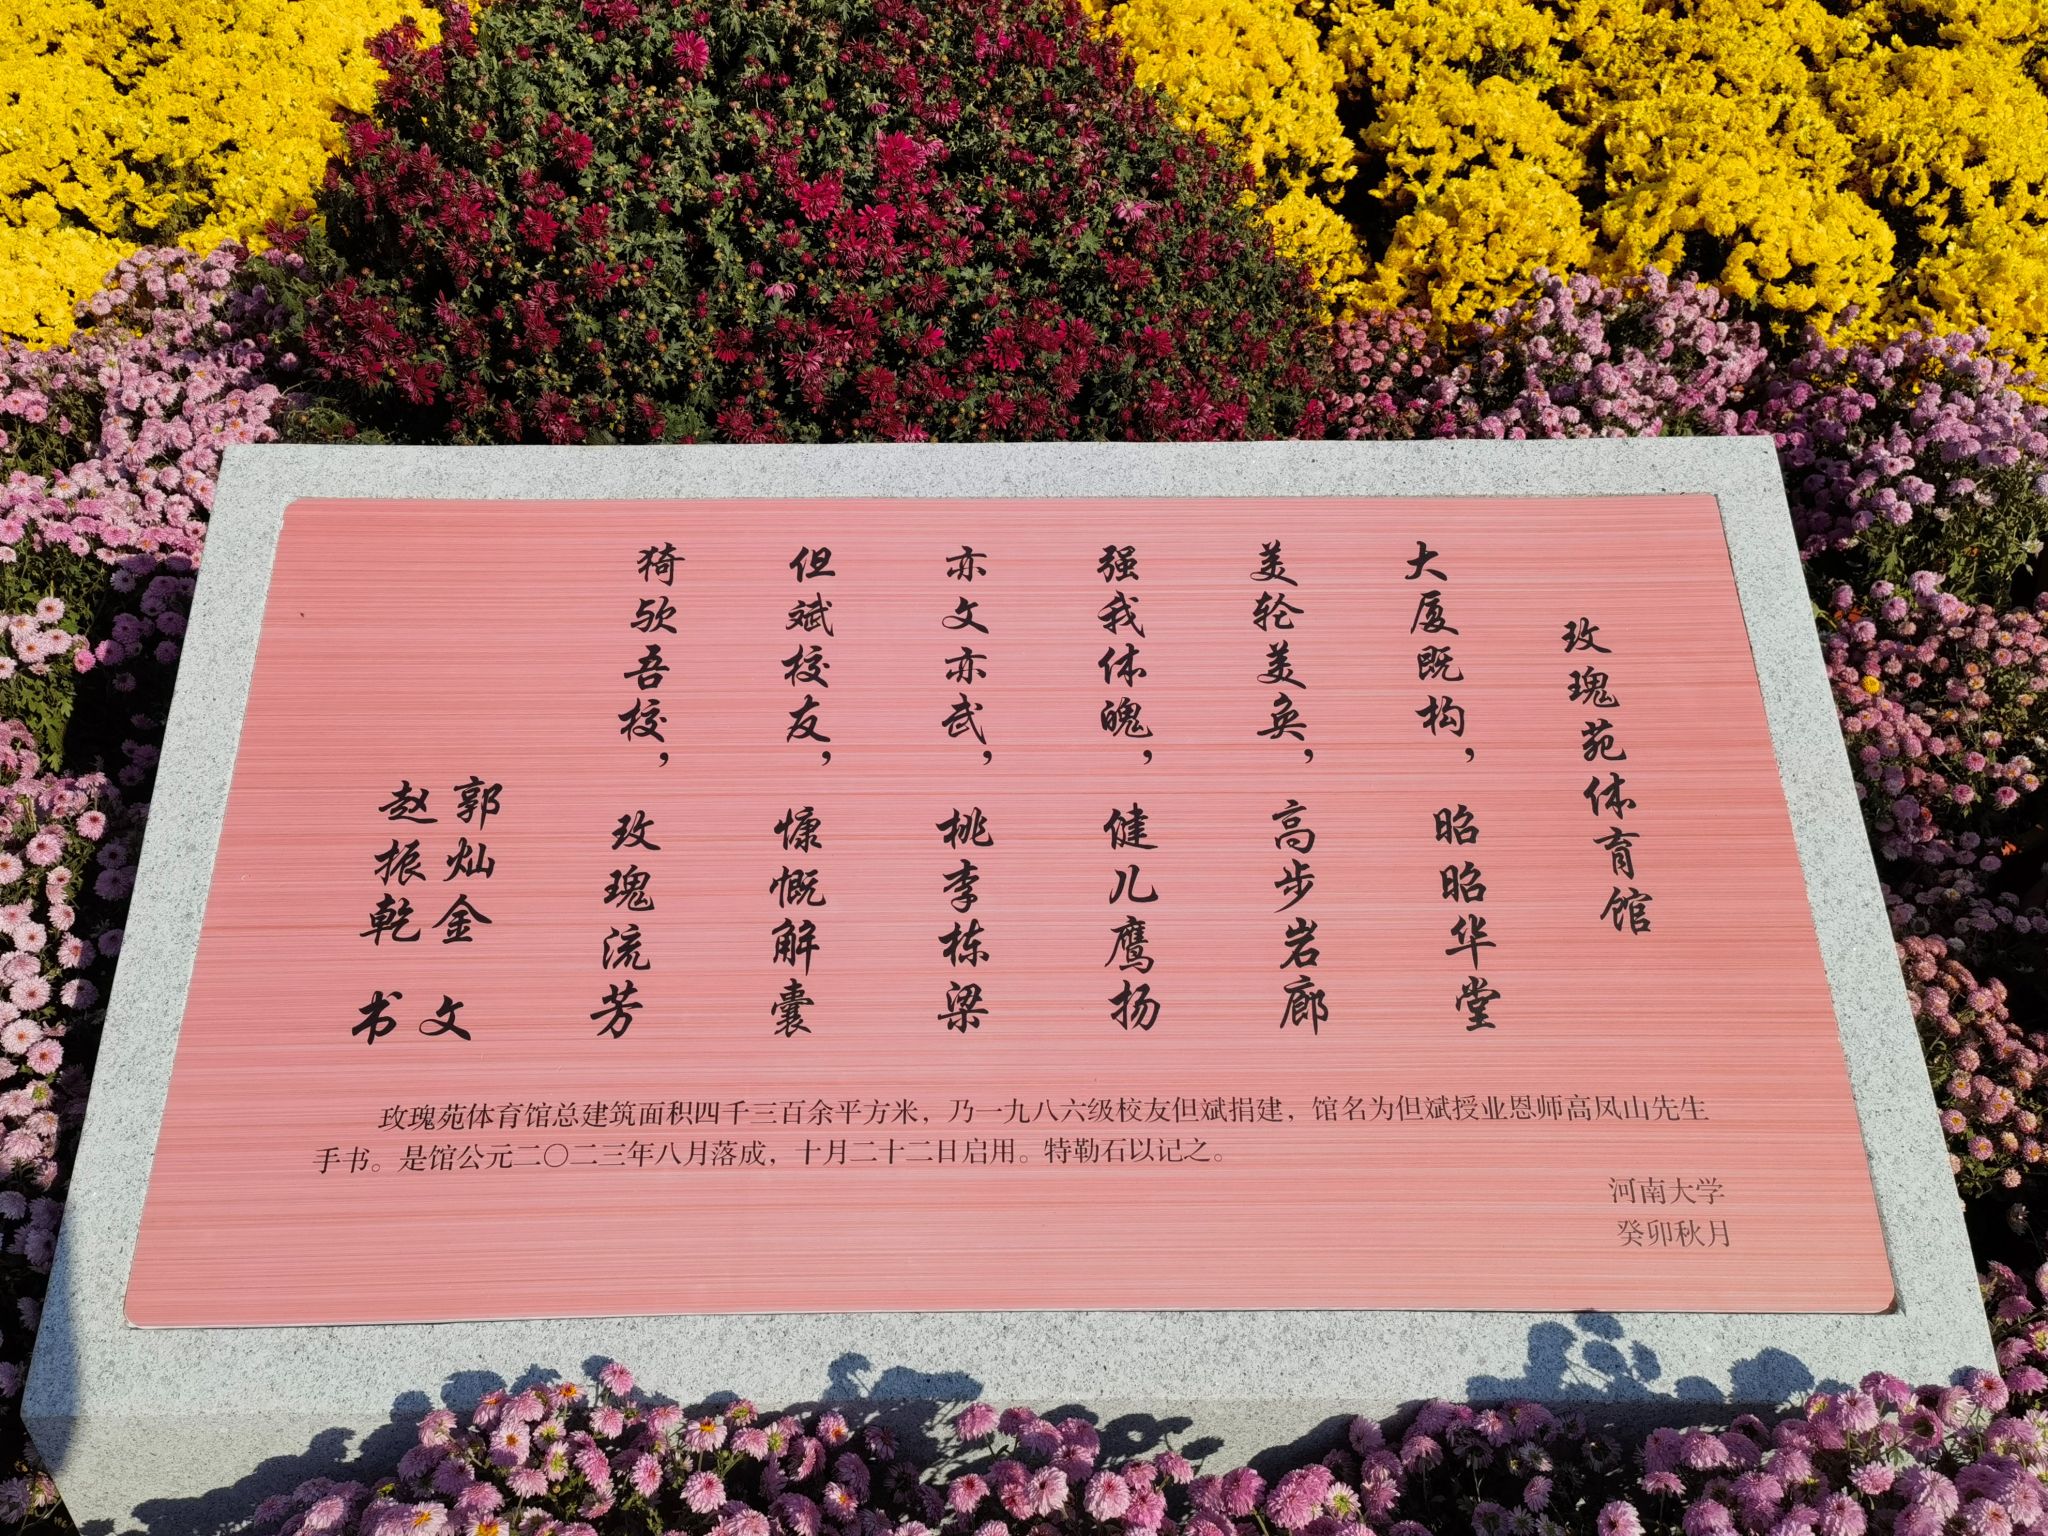 玫瑰苑体育馆
大厦既构，昭昭华堂
美轮美奂，高步岩廊
强我体魄，健儿鹰扬
亦文亦武，桃李栋梁
但斌校友，慷慨解囊
猗欤吾校，玫瑰流芳
郭灿金 文
赵振乾 书
玫瑰苑体育馆总建筑面积四千三百余平方米，乃一九八六级校友但斌捐建，馆名为但斌授业恩师高风山先生
手书。是馆公元二〇二三年八月落成，十月二十二日启用。特勒石以记之。
河南大学
癸卯秋月